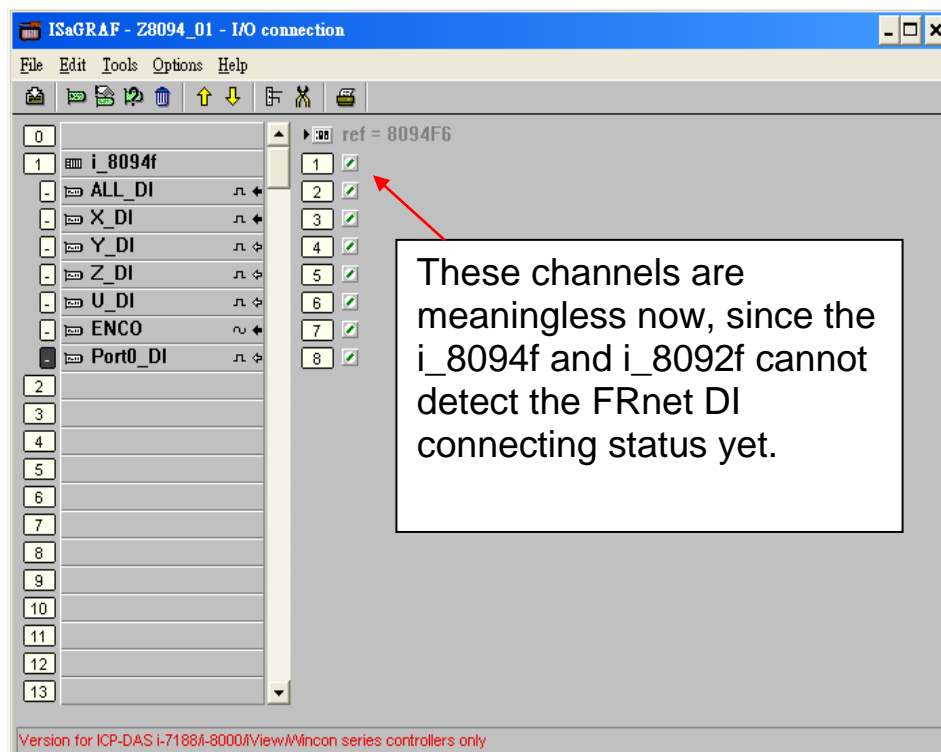 ISaGRAF - Z8094_01 - I/O connection
File Edit Tools Options Help
0
1 i_8094f
- ALL_DI
- X_DI
- Y_DI
- Z_DI
- U_DI
- ENCO
- Port0_DI
2
3
4
5
6
7
8
9
10
11
12
13
ref = 8094F6
1
2
3
4
5
6
7
8
These channels are
meaningless now, since the
i_8094f and i_8092f cannot
detect the FRnet DI
connecting status yet.
Version for ICP-DAS i-7188/i-8000/iView/Wincon series controllers only